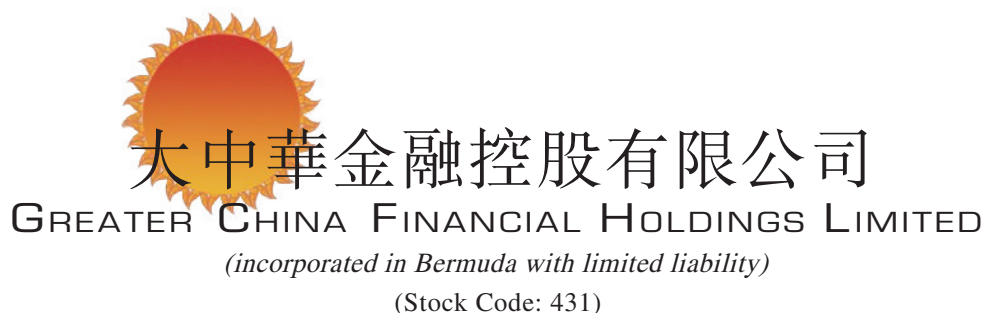 大中華金融控股有限公司
GREATER CHINA FINANCIAL HOLDINGS LIMITED
(incorporated in Bermuda with limited liability)
(Stock Code: 431)